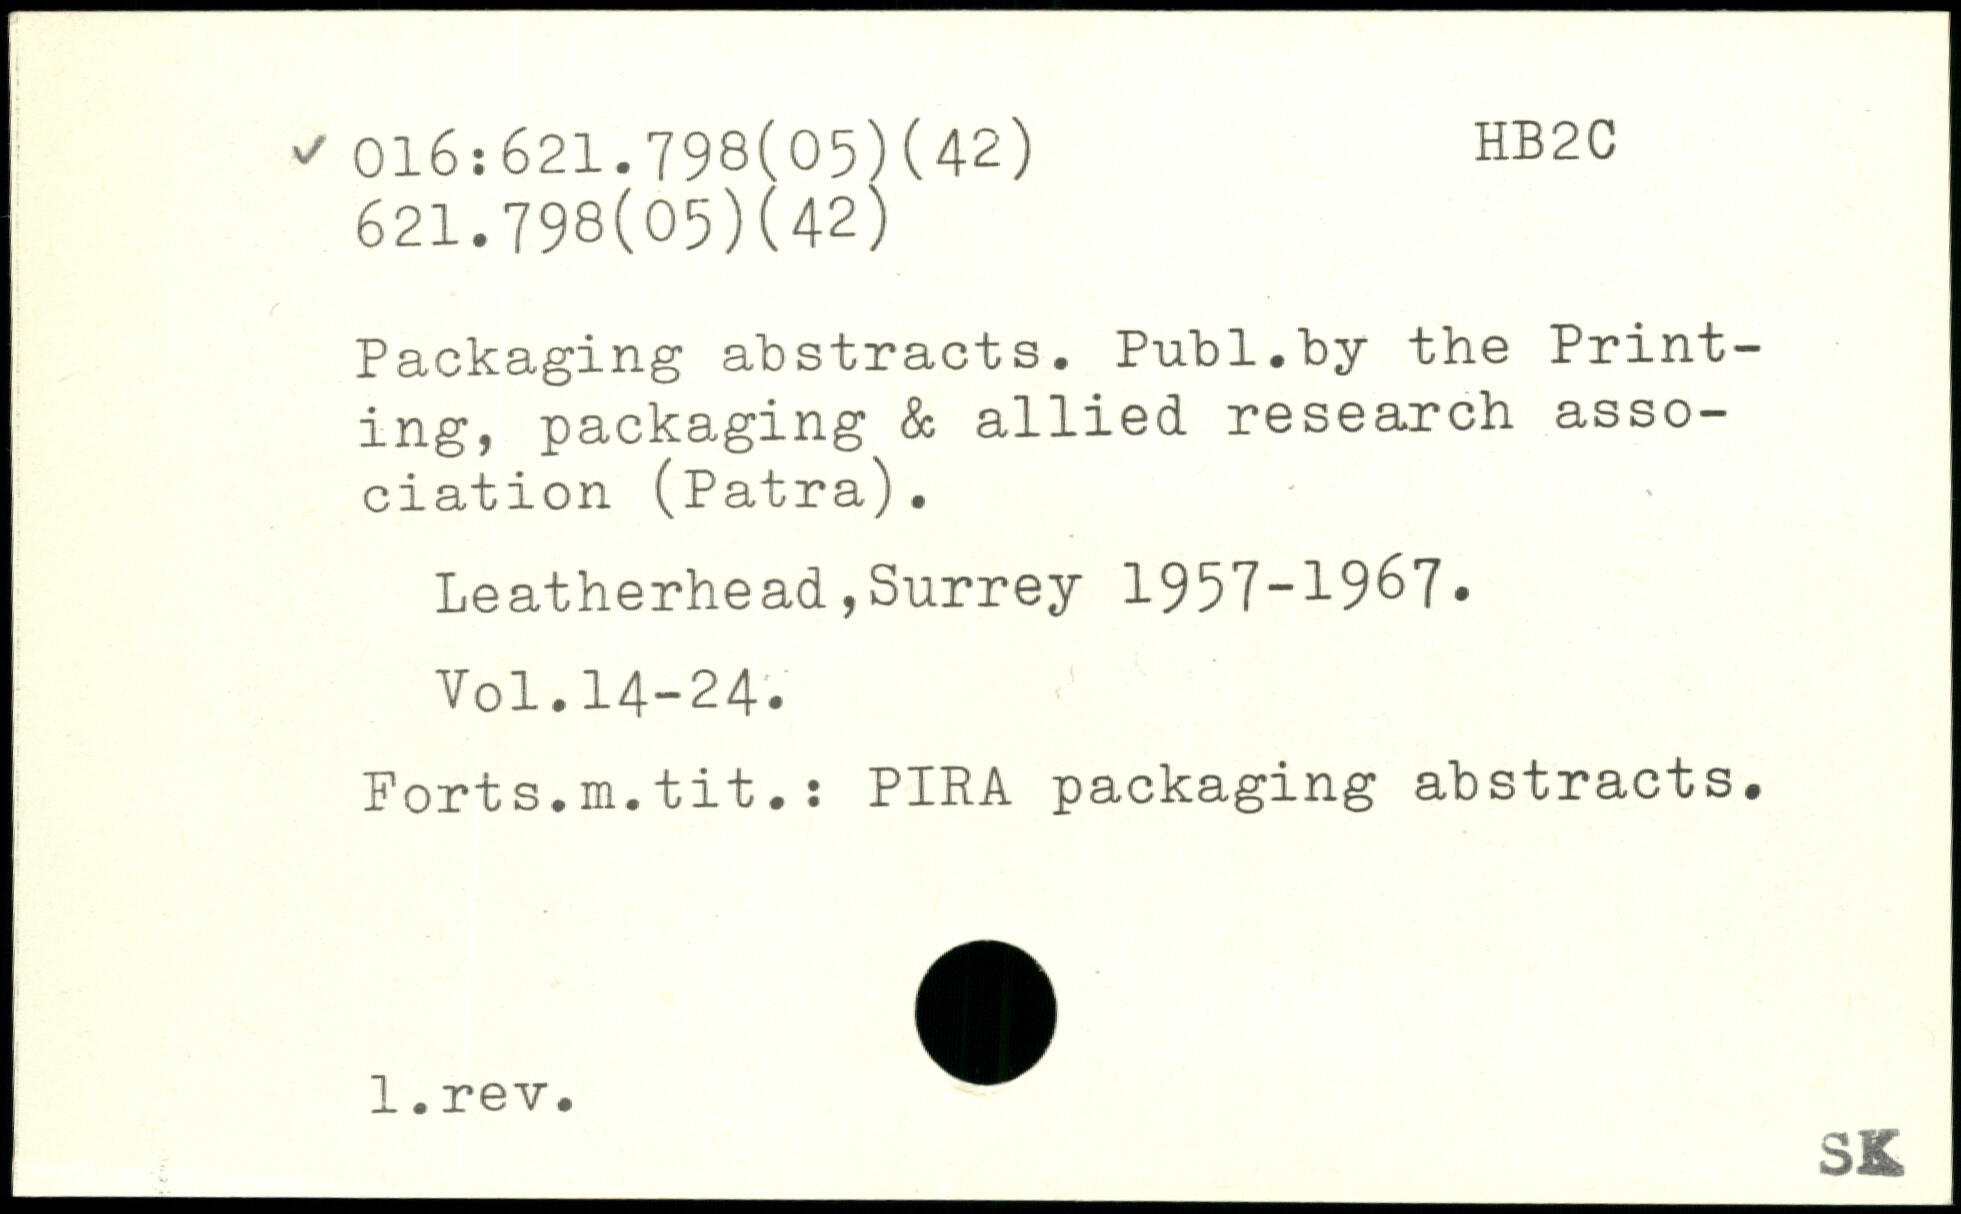 ✓ 016:621.798(05)(42) HB2C
621.798(05)(42)
Packaging abstracts. Publ.by the Print-
ing, packaging & allied research asso-
ciation (Patra).
Leatherhead,Surrey 1957-1967.
Vol.14-24.
Forts.m.tit.: PIRA packaging abstracts.
1.rev.
SK